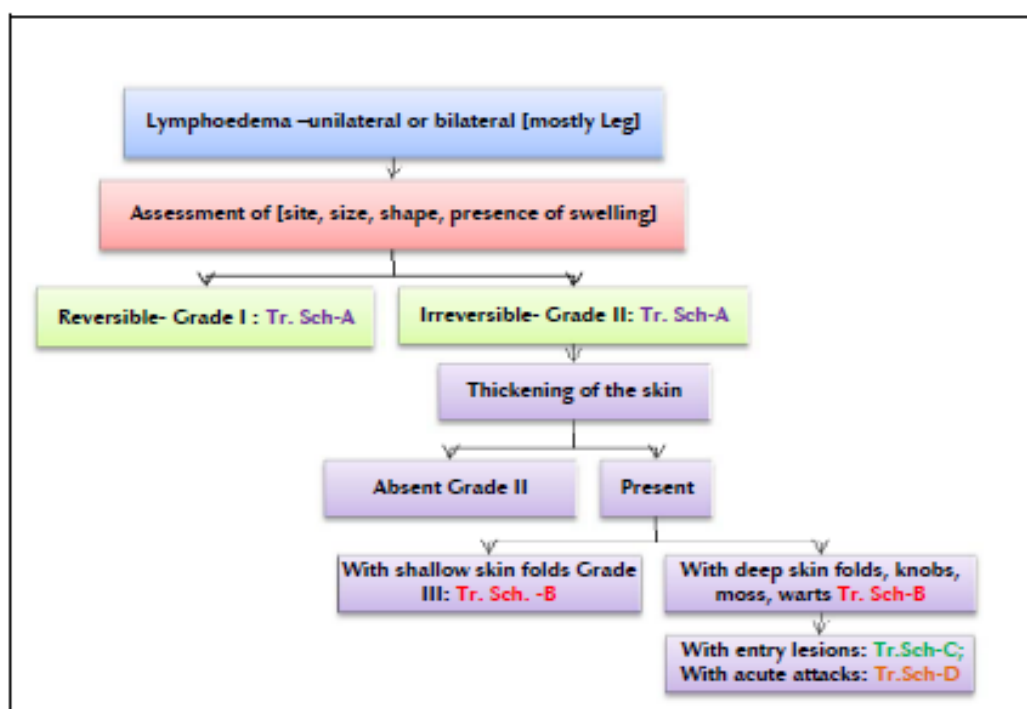 Lymphoedema –unilateral or bilateral [mostly Leg]
Assessment of [site, size, shape, presence of swelling]
Reversible- Grade I : Tr. Sch-A
Irreversible- Grade II: Tr. Sch-A
Thickening of the skin
Absent Grade II
Present
With shallow skin folds Grade
III: Tr. Sch. -B
With deep skin folds, knobs,
moss, warts Tr. Sch-B
With entry lesions: Tr.Sch-C;
With acute attacks: Tr.Sch-D